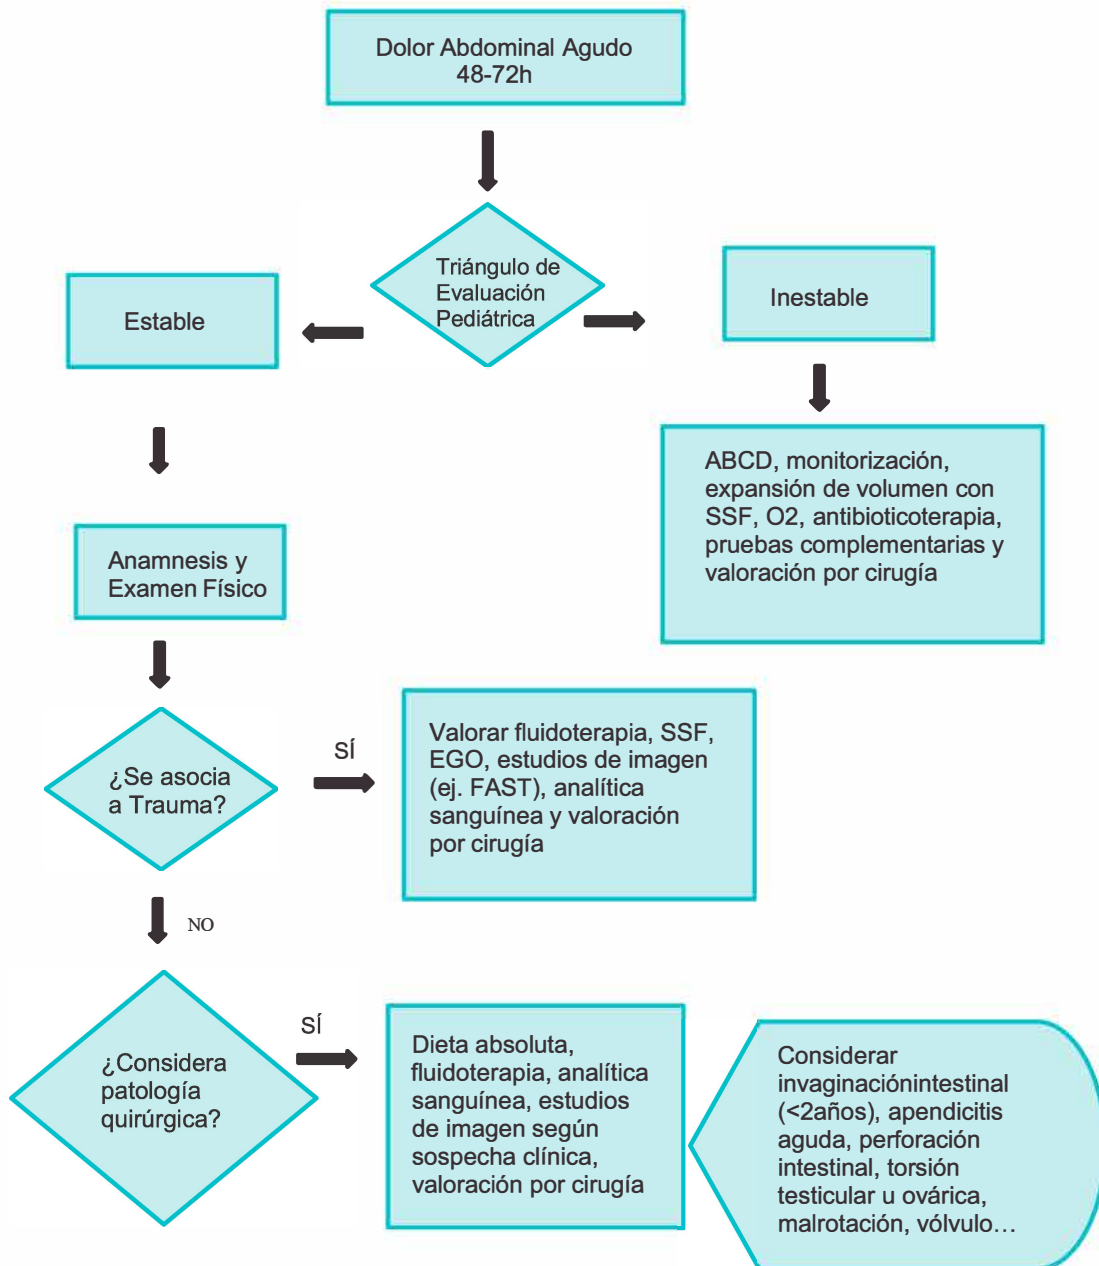 Dolor Abdominal Agudo
48-72h
Triángulo de
Evaluación
Pediátrica
Estable
Inestable
ABCD, monitorización,
expansión de volumen con
SSF, O2, antibioticoterapia,
pruebas complementarias y
valoración por cirugía
Anamnesis y
Examen Físico
¿Se asocia
a Trauma?
SÍ
Valorar fluidoterapia, SSF,
EGO, estudios de imagen
(ej. FAST), analítica
sanguínea y valoración
por cirugía
NO
¿Considera
patología
quirúrgica?
SÍ
Dieta absoluta,
fluidoterapia, analítica
sanguínea, estudios
de imagen según
sospecha clínica,
valoración por cirugía
Considerar
invaginaciónintestinal
(<2años), apendicitis
aguda, perforación
intestinal, torsión
testicular u ovárica,
malrotación, vólvulo…